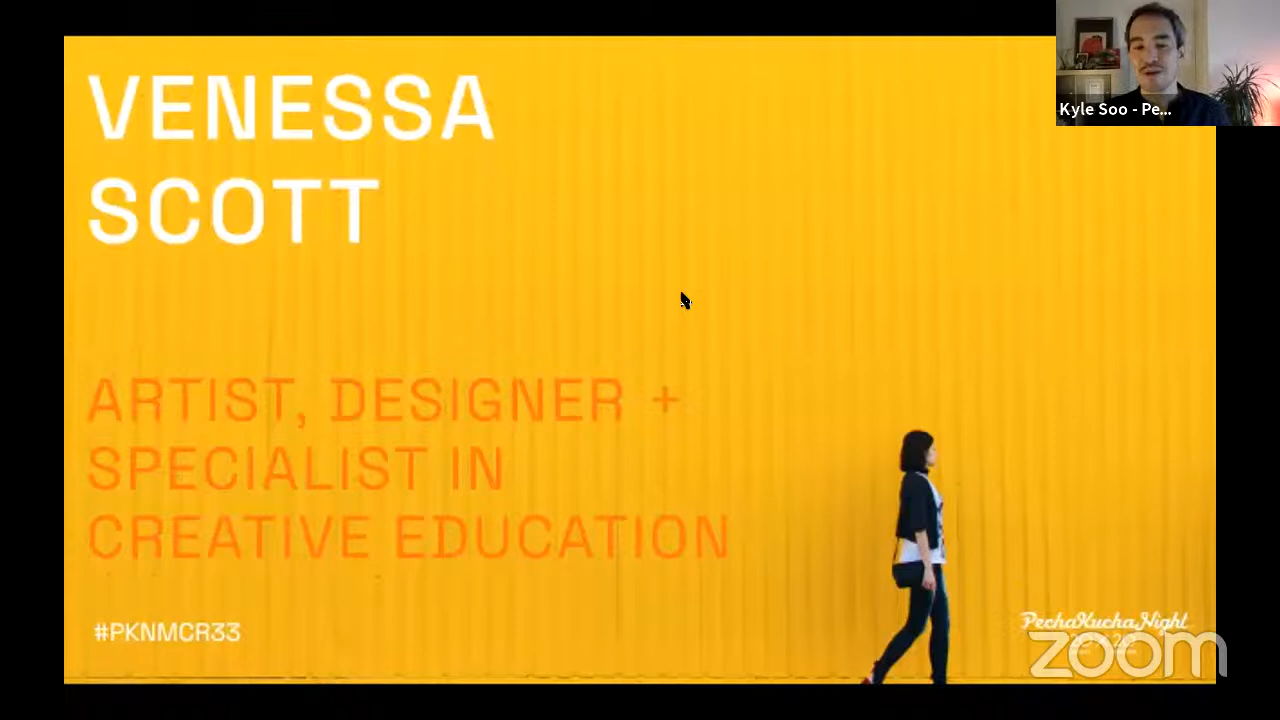 VENESSA
SCOTT
Kyle Soo - Pe...
ARTIST, DESIGNER +
SPECIALIST IN
CREATIVE EDUCATION
#PKNMCR33
PechaKuchaNight
zoom